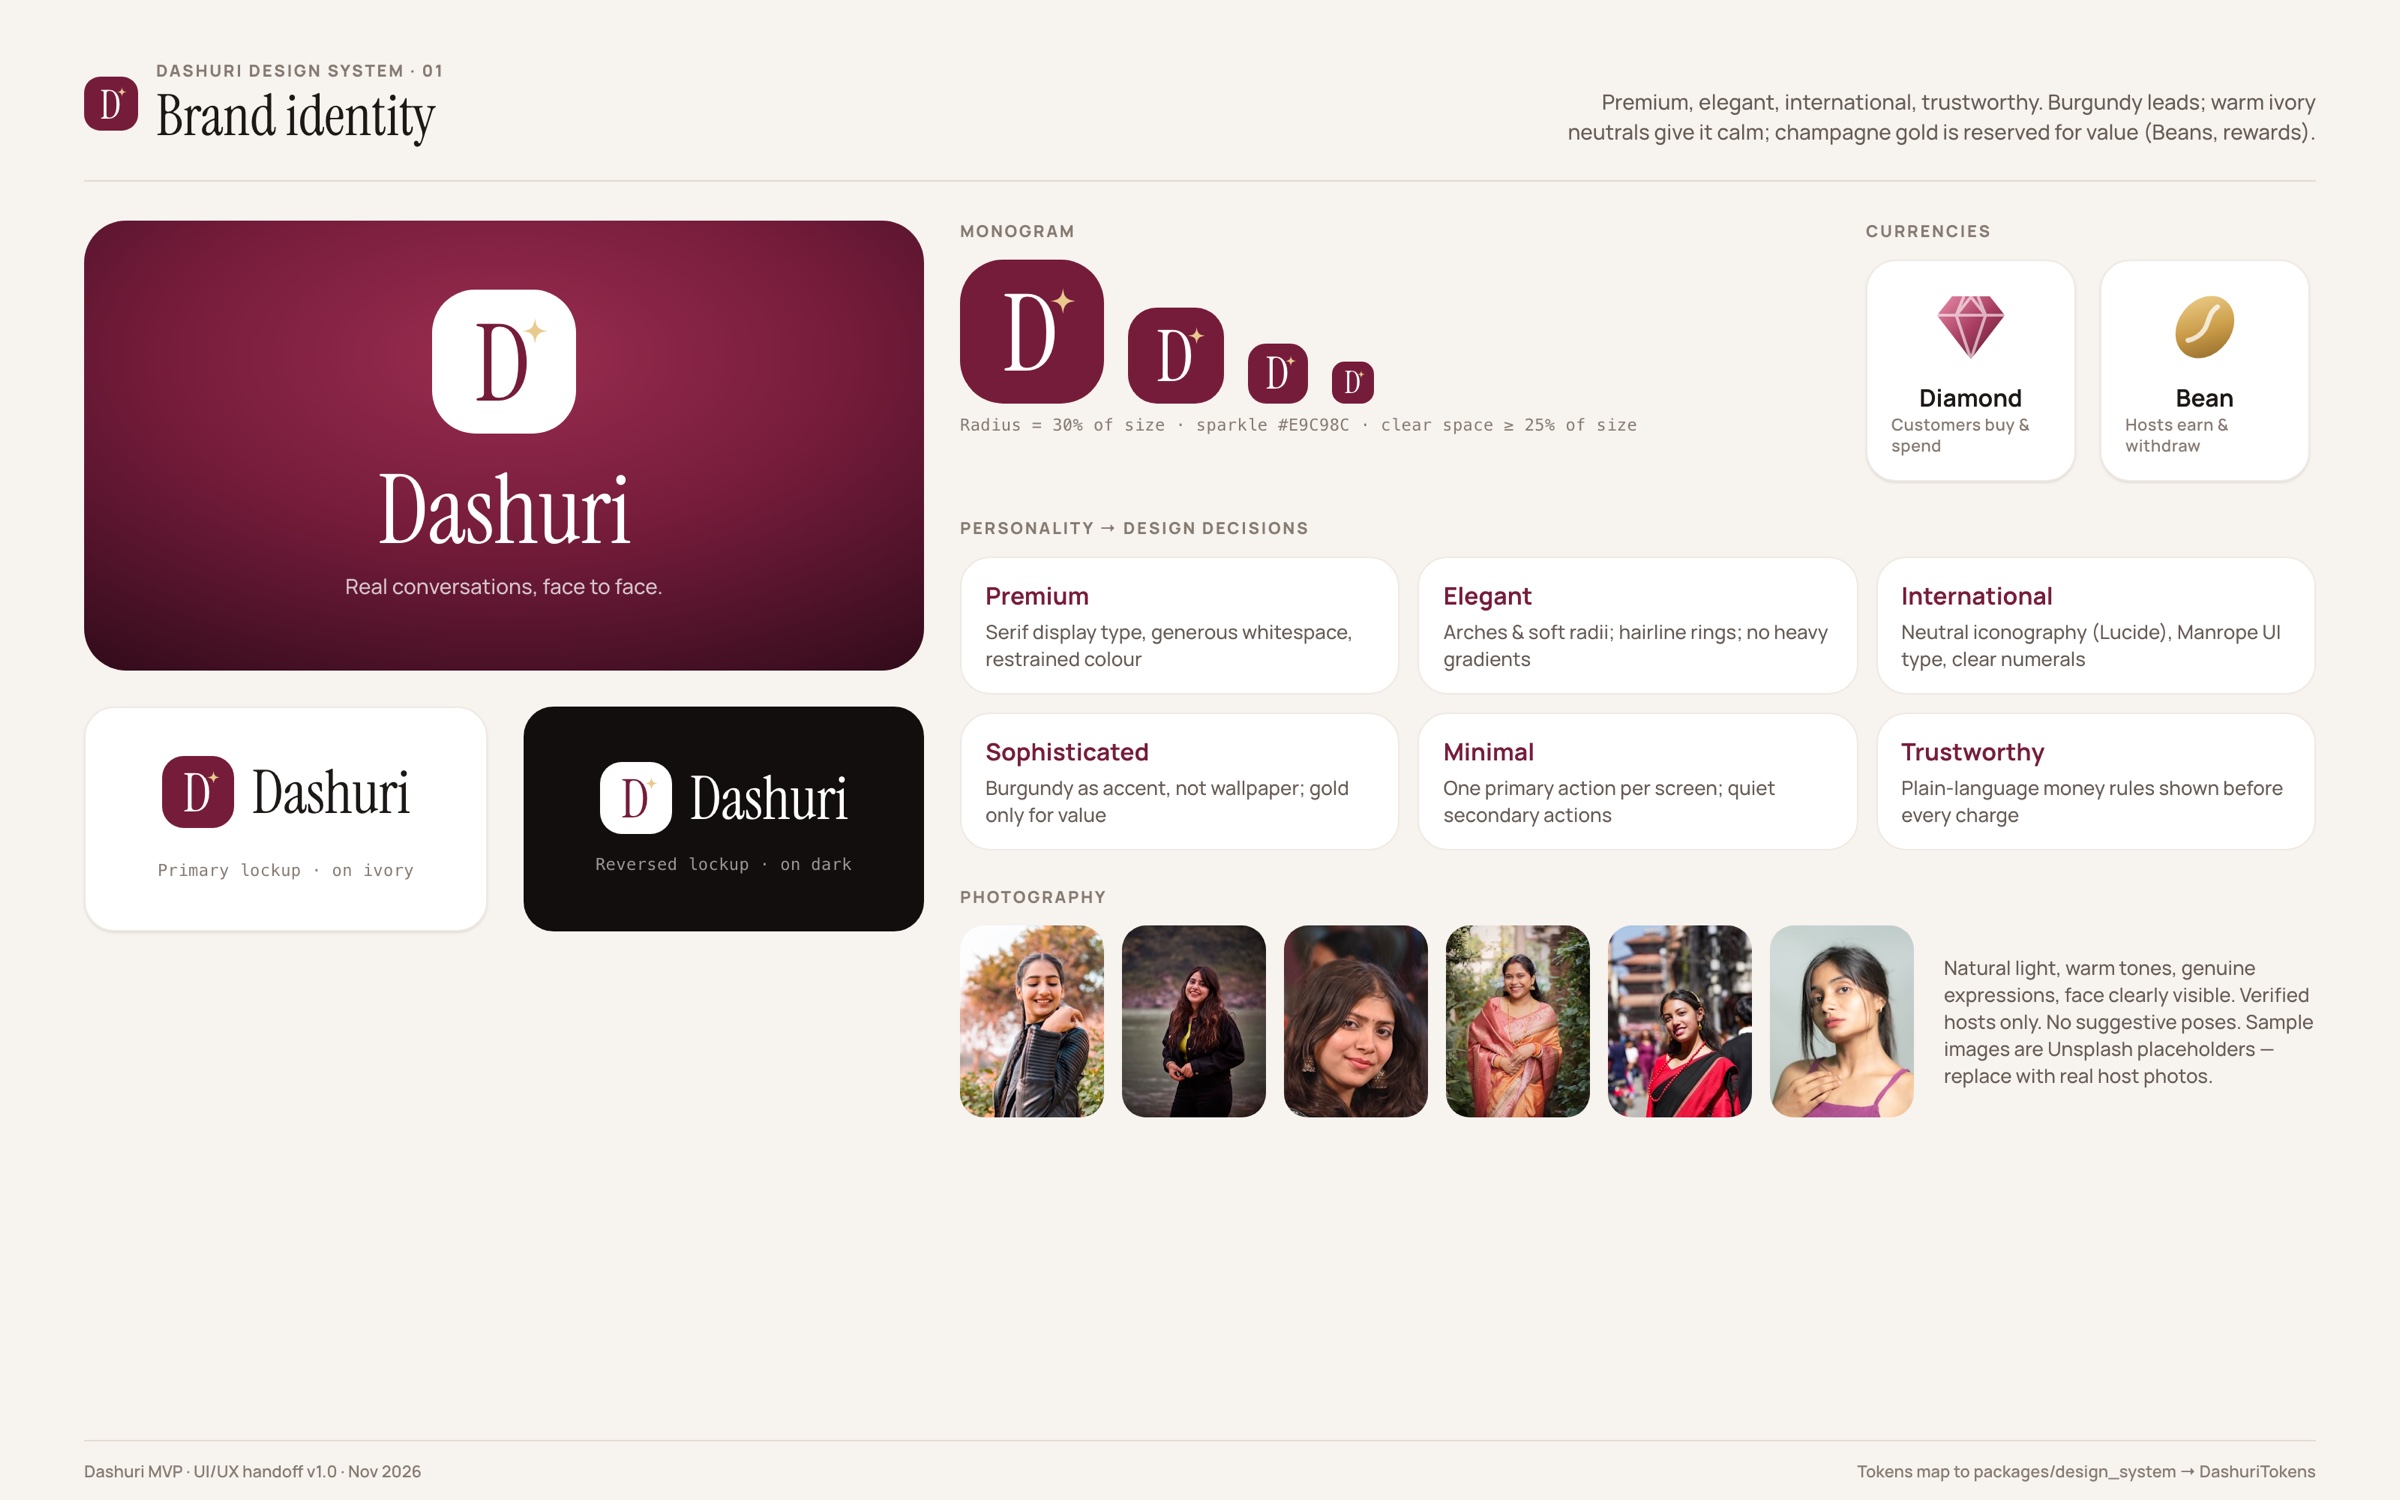 DASHURI DESIGN SYSTEM · 01
D
Brand identity
Premium, elegant, international, trustworthy. Burgundy leads; warm ivory
neutrals give it calm; champagne gold is reserved for value (Beans, rewards).
D
Dashuri
Real conversations, face to face.
D
Dashuri
Primary lockup · on ivory
D
Dashuri
Reversed lockup · on dark
MONOGRAM
D
D
D
D
Radius = 30% of size · sparkle #E9C98C · clear space ≥ 25% of size
CURRENCIES
Diamond
Customers buy &
spend
Bean
Hosts earn &
withdraw
PERSONALITY → DESIGN DECISIONS
Premium
Serif display type, generous whitespace,
restrained colour
Elegant
Arches & soft radii; hairline rings; no heavy
gradients
International
Neutral iconography (Lucide), Manrope UI
type, clear numerals
Sophisticated
Burgundy as accent, not wallpaper; gold
only for value
Minimal
One primary action per screen; quiet
secondary actions
Trustworthy
Plain-language money rules shown before
every charge
PHOTOGRAPHY
Natural light, warm tones, genuine
expressions, face clearly visible. Verified
hosts only. No suggestive poses. Sample
images are Unsplash placeholders —
replace with real host photos.
Dashuri MVP · UI/UX handoff v1.0 · Nov 2026
Tokens map to packages/design_system → DashuriTokens